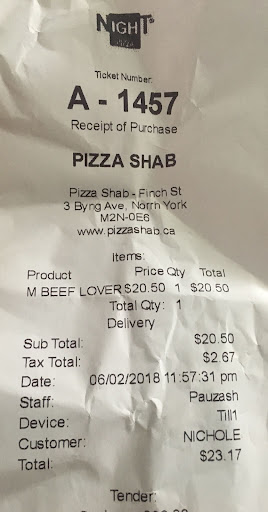 NIGHT
PIZZA
Ticket Number:
A - 1457
Receipt of Purchase
PIZZA SHAB
Pizza Shab - Finch St
3 Byng Ave, North York
M2N-0E6
www.pizzashab.ca
Items:
Product Price Qty Total
M BEEF LOVER $20.50 1 $20.50
Total Qty: 1
Delivery
Sub Total: $20.50
Tax Total: $2.67
Date: 06/02/2018 11:57:31 pm
Staff: Pauzash
Device: Till1
Customer: NICHOLE
Total: $23.17
Tender: